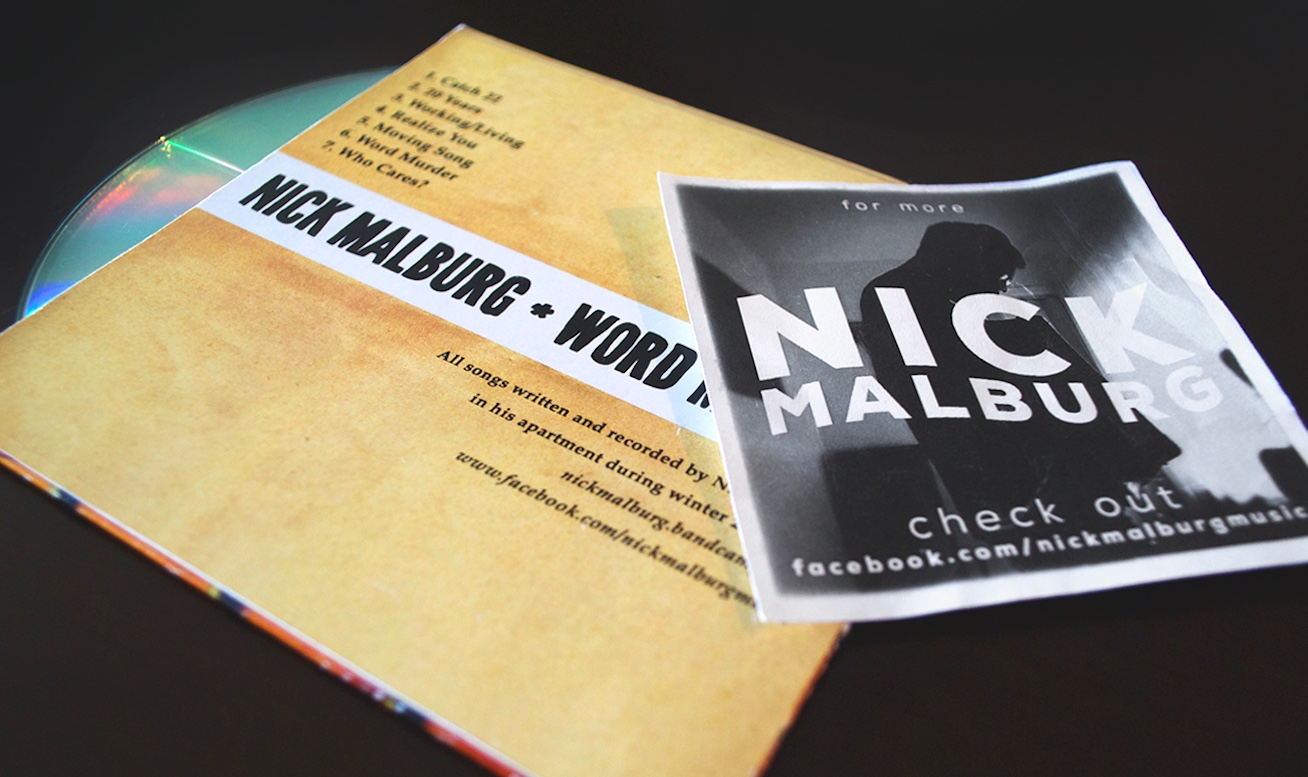 1. Catch 22
2. 20 Years
3. Working/Living
4. Realize You
5. Moving Song
6. Word Murder
7. Who Cares?
NICK MALBURG * WORD
All songs written and recorded by
in his apartment during winter
nickmalburg.bandcam
www.facebook.com/nickmalburgm
for more
NICK
MALBURG
check out
facebook.com/nickmalburgmusic